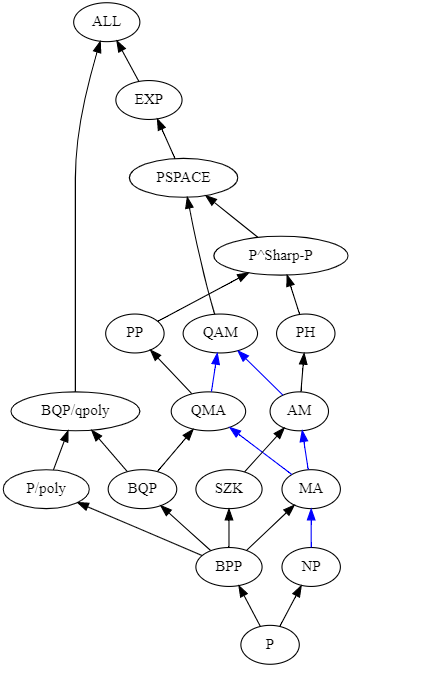 ALL
EXP
PSPACE
P^Sharp-P
PP
QAM
PH
BQP/qpoly
QMA
AM
P/poly
BQP
SZK
MA
BPP
NP
P